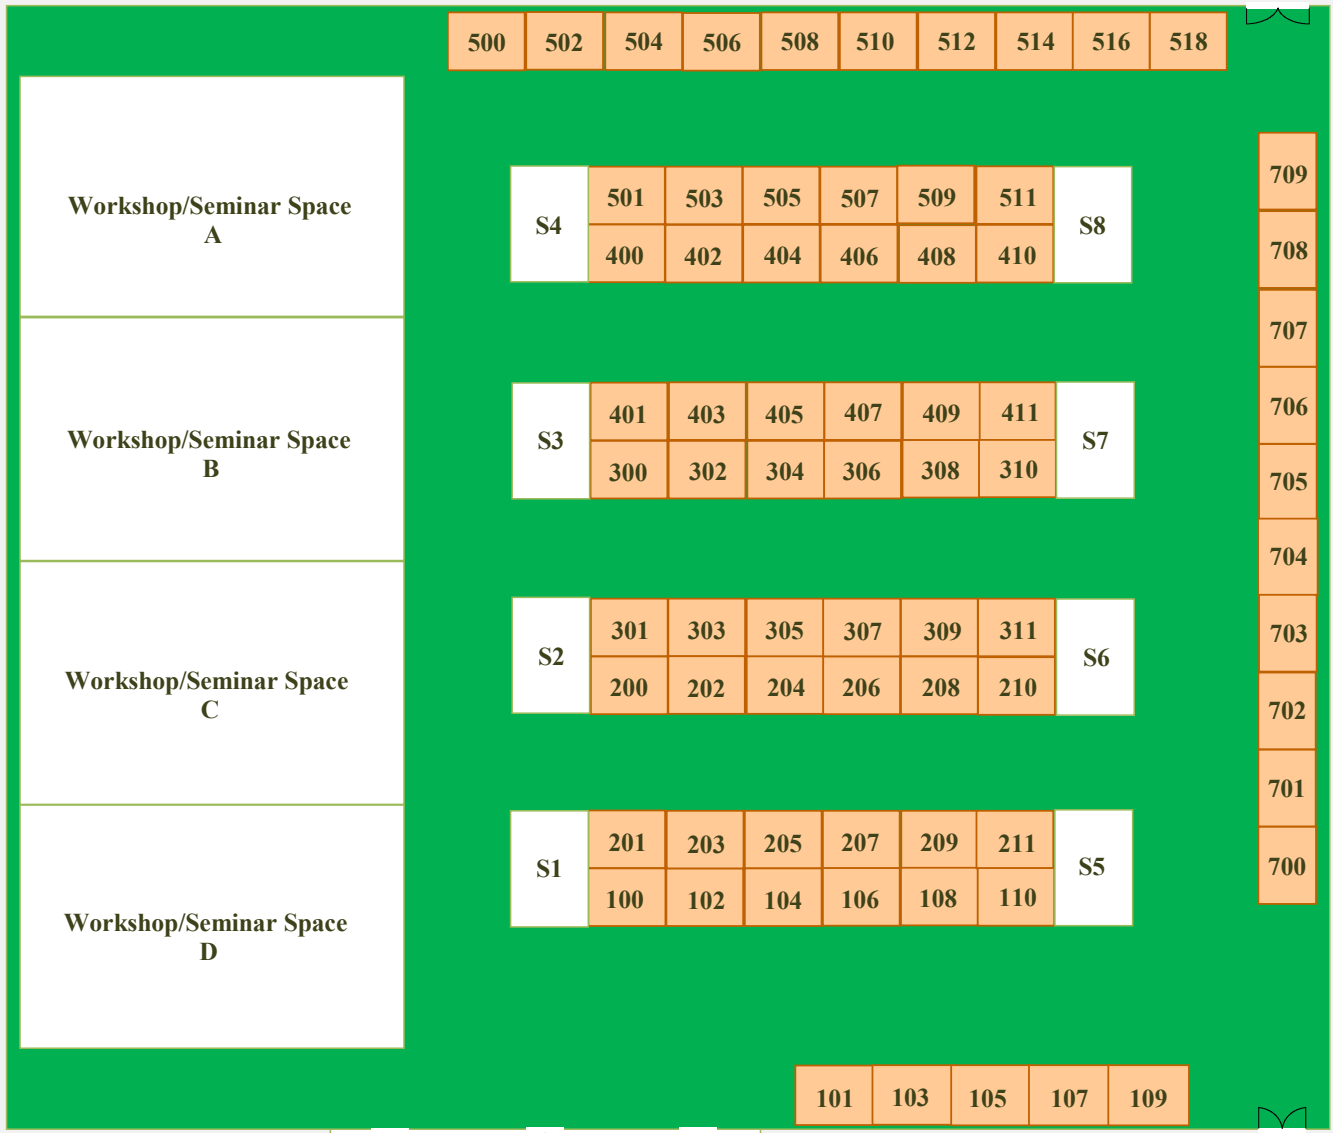 500 502 504 506 508 510 512 514 516 518
Workshop/Seminar Space
A
S4
501 503 505 507 509 511
400 402 404 406 408 410
S8
Workshop/Seminar Space
B
S3
401 403 405 407 409 411
300 302 304 306 308 310
S7
Workshop/Seminar Space
C
S2
301 303 305 307 309 311
200 202 204 206 208 210
S6
Workshop/Seminar Space
D
S1
201 203 205 207 209 211
100 102 104 106 108 110
S5
709
708
707
706
705
704
703
702
701
700
101 103 105 107 109